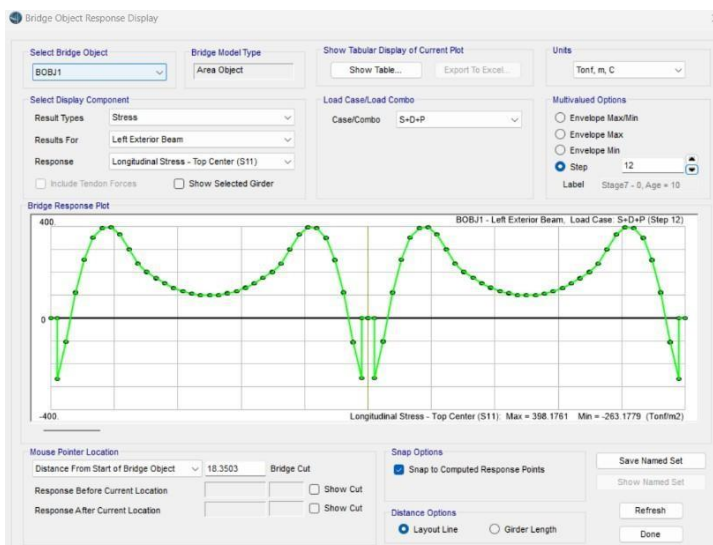 Bridge Object Response Display
Select Bridge Object
BOBJ1
Bridge Model Type
Area Object
Show Tabular Display of Current Plot
Show Table...
Export To Excel...
Units
Tonf, m, C
Select Display Component
Result Types
Stress
Results For
Left Exterior Beam
Response
Longitudinal Stress - Top Center (S11)
Include Tendon Forces
Show Selected Girder
Load Case/Load Combo
Case/Combo
S+D+P
Multivalued Options
Envelope Max/Min
Envelope Max
Envelope Min
Step
12
Label
Stage7 - 0, Age = 10
Bridge Response Plot
400.
BOBJ1 - Left Exterior Beam, Load Case: S+D+P (Step 12)
0
-400.
Longitudinal Stress - Top Center (S11): Max = 398.1761 Min = -263.1779 (Tonf/m2)
Mouse Pointer Location
Distance From Start of Bridge Object
18.3503
Bridge Cut
Response Before Current Location
Show Cut
Response After Current Location
Show Cut
Snap Options
Snap to Computed Response Points
Distance Options
Layout Line
Girder Length
Save Named Set
Show Named Set
Refresh
Done